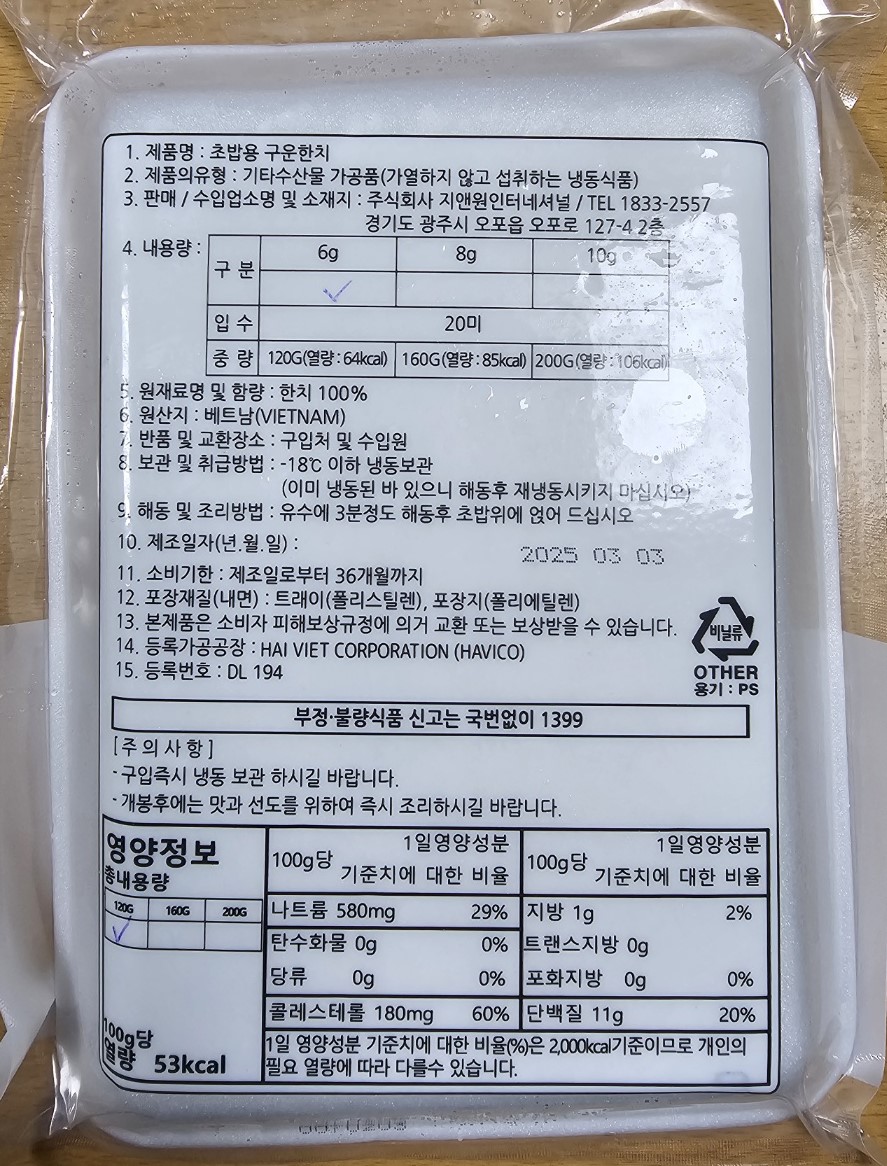 1. 제품명 : 초밥용 구운한치
2. 제품의유형 : 기타수산물 가공품(가열하지 않고 섭취하는 냉동식품)
3. 판매 / 수입업소명 및 소재지 : 주식회사 지앤원인터네셔널 / TEL 1833-2557
경기도 광주시 오포읍 오포로 127-4 2층
4. 내용량 :
구 분 6g 8g 10g
✓
입 수 20미
중 량 120G(열량:64kcal) 160G(열량:85kcal) 200G(열량:106kcal)
5. 원재료명 및 함량 : 한치 100%
6. 원산지 : 베트남(VIETNAM)
7. 반품 및 교환장소 : 구입처 및 수입원
8. 보관 및 취급방법 : -18℃ 이하 냉동보관
(이미 냉동된 바 있으니 해동후 재냉동시키지 마십시오)
9. 해동 및 조리방법 : 유수에 3분정도 해동후 초밥위에 얹어 드십시오
10. 제조일자(년.월.일) : 2025 03 03
11. 소비기한 : 제조일로부터 36개월까지
12. 포장재질(내면) : 트래이(폴리스틸렌), 포장지(폴리에틸렌)
13. 본제품은 소비자 피해보상규정에 의거 교환 또는 보상받을 수 있습니다.
14. 등록가공공장 : HAI VIET CORPORATION (HAVICO)
15. 등록번호 : DL 194
비닐류
OTHER
용기 : PS
부정·불량식품 신고는 국번없이 1399
[주의사항]
- 구입즉시 냉동 보관 하시길 바랍니다.
- 개봉후에는 맛과 선도를 위하여 즉시 조리하시길 바랍니다.
영양정보
총내용량
120G 160G 200G
✓
100g당
열량 53kcal
100g당 1일영양성분
기준치에 대한 비율
나트륨 580mg 29%
탄수화물 0g 0%
당류 0g 0%
콜레스테롤 180mg 60%
100g당 1일영양성분
기준치에 대한 비율
지방 1g 2%
트랜스지방 0g
포화지방 0g 0%
단백질 11g 20%
1일 영양성분 기준치에 대한 비율(%)은 2,000kcal기준이므로 개인의
필요 열량에 따라 다를수 있습니다.